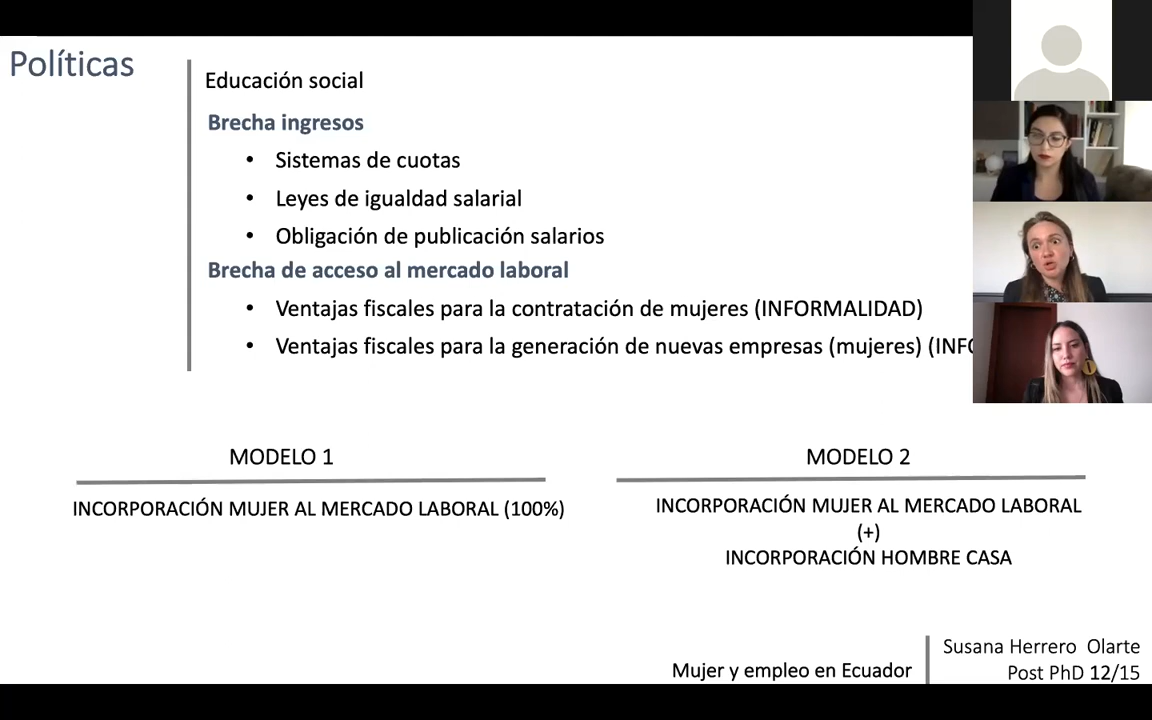 Políticas
Educación social
Brecha ingresos
• Sistemas de cuotas
• Leyes de igualdad salarial
• Obligación de publicación salarios
Brecha de acceso al mercado laboral
• Ventajas fiscales para la contratación de mujeres (INFORMALIDAD)
• Ventajas fiscales para la generación de nuevas empresas (mujeres)
MODELO 1
INCORPORACIÓN MUJER AL MERCADO LABORAL (100%)
MODELO 2
INCORPORACIÓN MUJER AL MERCADO LABORAL
(+)
INCORPORACIÓN HOMBRE CASA
Mujer y empleo en Ecuador
Susana Herrero Olarte
Post PhD 12/15